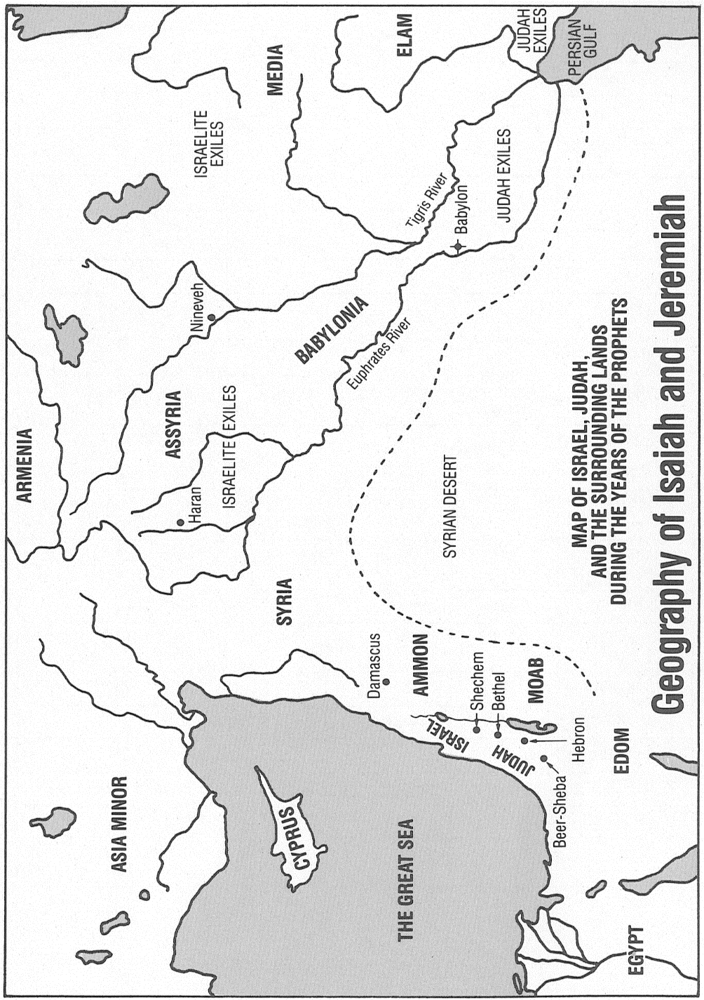 ARMENIA
ASIA MINOR
ASSYRIA
Haran
Nineveh
ISRAELITE EXILES
ISRAELITE
EXILES
MEDIA
SYRIA
BABYLONIA
CYPRUS
Euphrates River
Tigris River
ELAM
Babylon
JUDAH EXILES
JUDAH
EXILES
PERSIAN
GULF
THE GREAT SEA
Damascus
AMMON
SYRIAN DESERT
ISRAEL
Shechem
Bethel
JUDAH
MOAB
Hebron
Beer-Sheba
EDOM
EGYPT
MAP OF ISRAEL, JUDAH,
AND THE SURROUNDING LANDS
DURING THE YEARS OF THE PROPHETS
Geography of Isaiah and Jeremiah